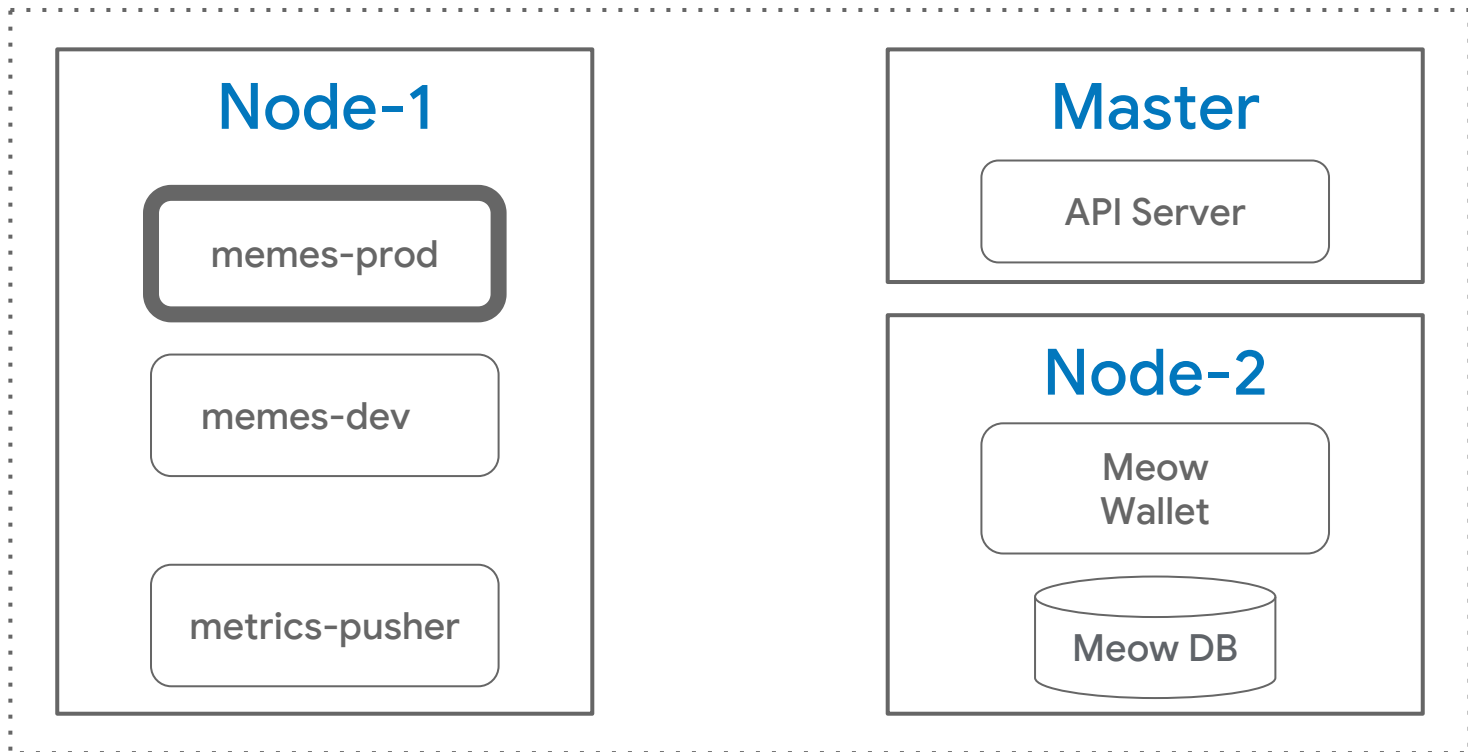 Node-1
memes-prod
memes-dev
metrics-pusher
Master
API Server
Node-2
Meow
Wallet
Meow DB